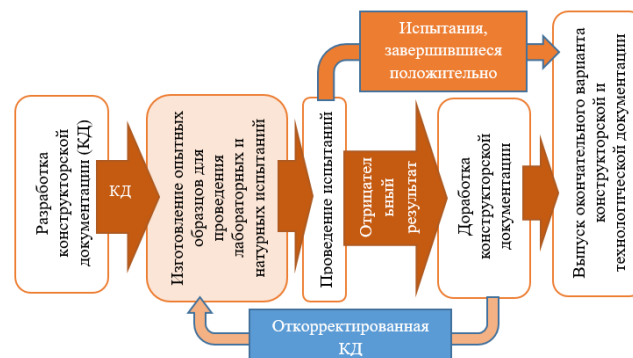 Испытания,
завершившиеся
положительно
Разработка
конструкторской
документации (КД)
КД
Изготовление опытных
образцов для
проведения
лабораторных и
натурных испытаний
Проведение испытаний
Отрицател
ьный
результат
Доработка
конструкторской
документации
Выпуск окончательного варианта
конструкторской и
технологической документации
Откорректированная
КД